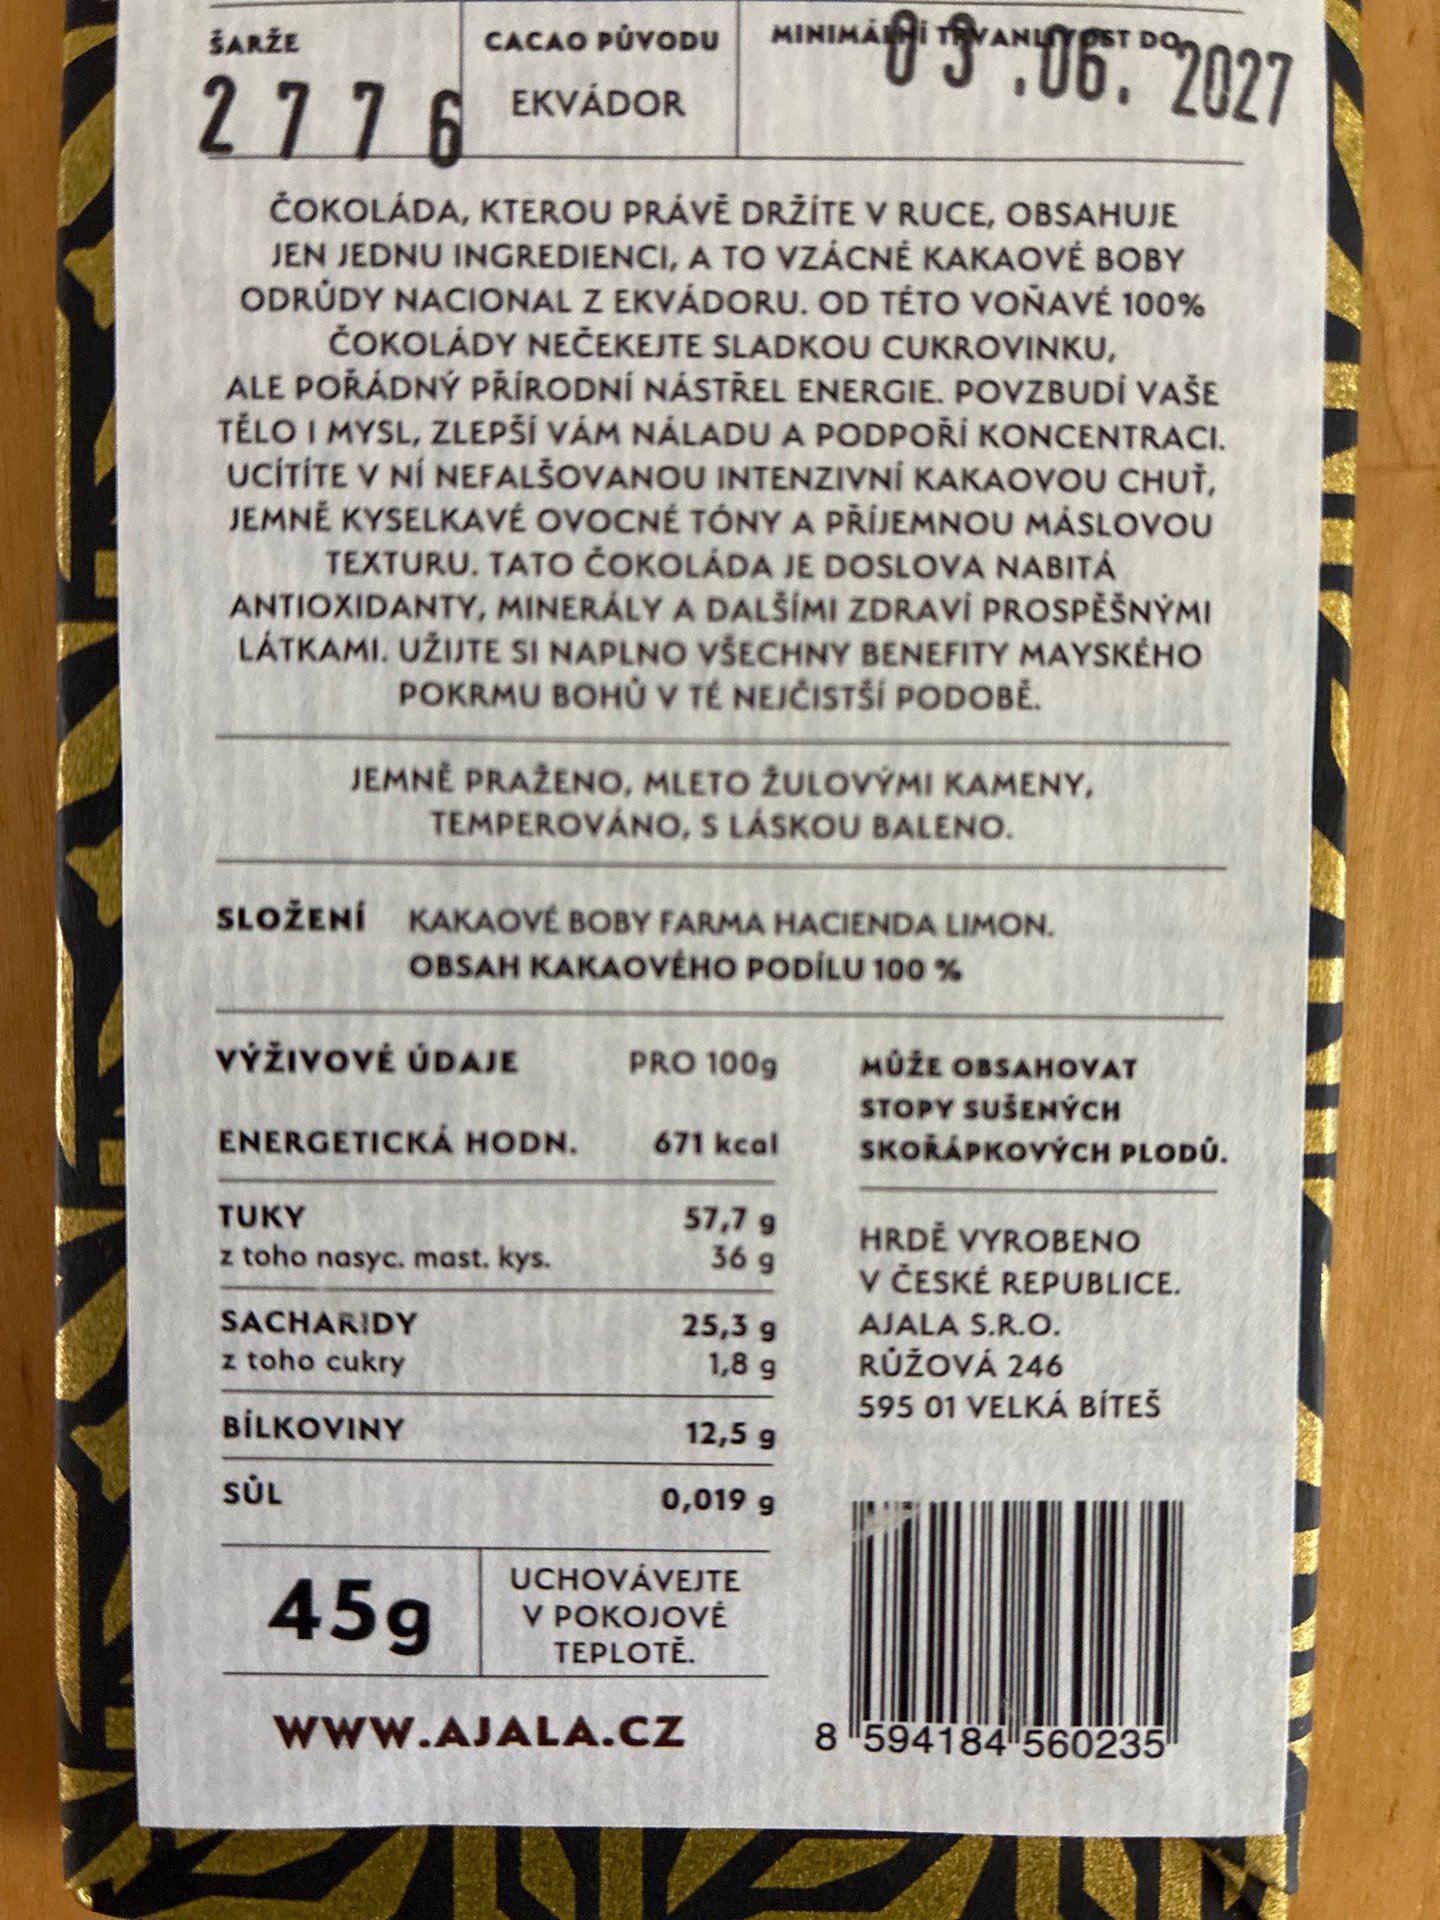 ŠARŽE
2776
CACAO PŮVODU
EKVÁDOR
MINIMÁLNÍ TRVANLIVOST DO
03.06.2027
ČOKOLÁDA, KTEROU PRÁVĚ DRŽÍTE V RUCE, OBSAHUJE
JEN JEDNU INGREDIENCI, A TO VZÁCNÉ KAKAOVÉ BOBY
ODRŮDY NACIONAL Z EKVÁDORU. OD TÉTO VOŇAVÉ 100%
ČOKOLÁDY NEČEKEJTE SLADKOU CUKROVINKU,
ALE POŘÁDNÝ PŘÍRODNÍ NÁSTŘEL ENERGIE. POVZBUDÍ VAŠE
TĚLO I MYSL, ZLEPŠÍ VÁM NÁLADU A PODPOŘÍ KONCENTRACI.
UCÍTÍTE V NÍ NEFALŠOVANOU INTENZIVNÍ KAKAOVOU CHUŤ,
JEMNĚ KYSELKAVÉ OVOCNÉ TÓNY A PŘÍJEMNOU MÁSLOVOU
TEXTURU. TATO ČOKOLÁDA JE DOSLOVA NABITÁ
ANTIOXIDANTY, MINERÁLY A DALŠÍMI ZDRAVÍ PROSPĚŠNÝMI
LÁTKAMI. UŽIJTE SI NAPLNO VŠECHNY BENEFITY MAYSKÉHO
POKRMU BOHŮ V TÉ NEJČISTŠÍ PODOBĚ.
JEMNĚ PRAŽENO, MLETO ŽULOVÝMI KAMENY,
TEMPEROVÁNO, S LÁSKOU BALENO.
SLOŽENÍ KAKAOVÉ BOBY FARMA HACIENDA LIMON.
OBSAH KAKAOVÉHO PODÍLU 100 %
VÝŽIVOVÉ ÚDAJE PRO 100g
ENERGETICKÁ HODN. 671 kcal
TUKY 57,7 g
z toho nasyc. mast. kys. 36 g
SACHARIDY 25,3 g
z toho cukry 1,8 g
BÍLKOVINY 12,5 g
SŮL 0,019 g
45g
UCHOVÁVEJTE
V POKOJOVÉ
TEPLOTĚ.
WWW.AJALA.CZ
MŮŽE OBSAHOVAT
STOPY SUŠENÝCH
SKOŘÁPKOVÝCH PLODŮ.
HRDĚ VYROBENO
V ČESKÉ REPUBLICE.
AJALA S.R.O.
RŮŽOVÁ 246
595 01 VELKÁ BÍTEŠ
8 594184 560235